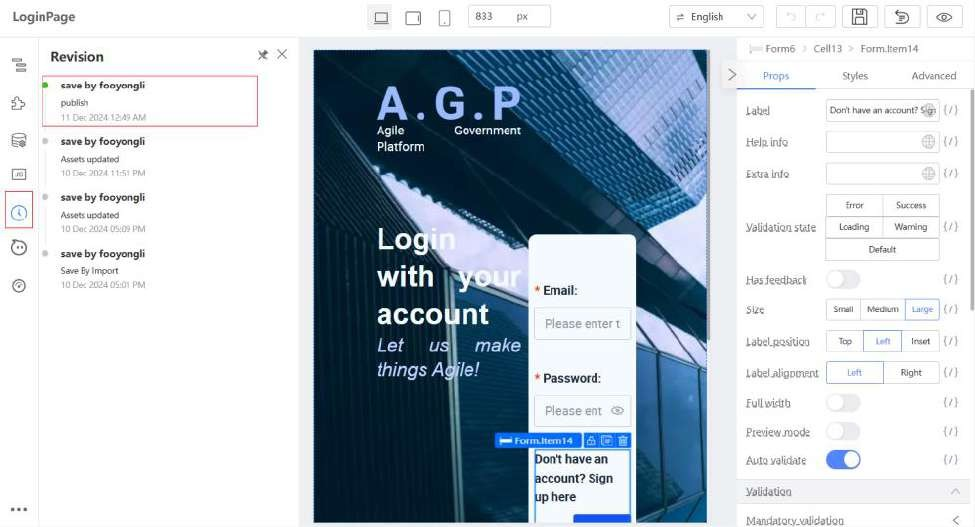 LoginPage
833 px
English
Revision
save by fooyongli
publish
11 Dec 2024 12:49 AM
save by fooyongli
Assets updated
10 Dec 2024 11:51 PM
save by fooyongli
Assets updated
10 Dec 2024 05:09 PM
save by fooyongli
Save By Import
10 Dec 2024 05:01 PM
A.G.P
Agile Government
Platform
Login
with your
account
Let us make
things Agile!
* Email:
Please enter t
* Password:
Please ent
Form.Item14
Don't have an
account? Sign
up here
Form6 > Cell13 > Form.Item14
Props Styles Advanced
Label Don't have an account? Sign {/}
Help info {/}
Extra info {/}
Validation state Error Success Loading Warning Default {/}
Has feedback {/}
Size Small Medium Large {/}
Label position Top Left Inset {/}
Label alignment Left Right {/}
Full width {/}
Preview mode {/}
Auto validate {/}
Validation
Mandatory validation